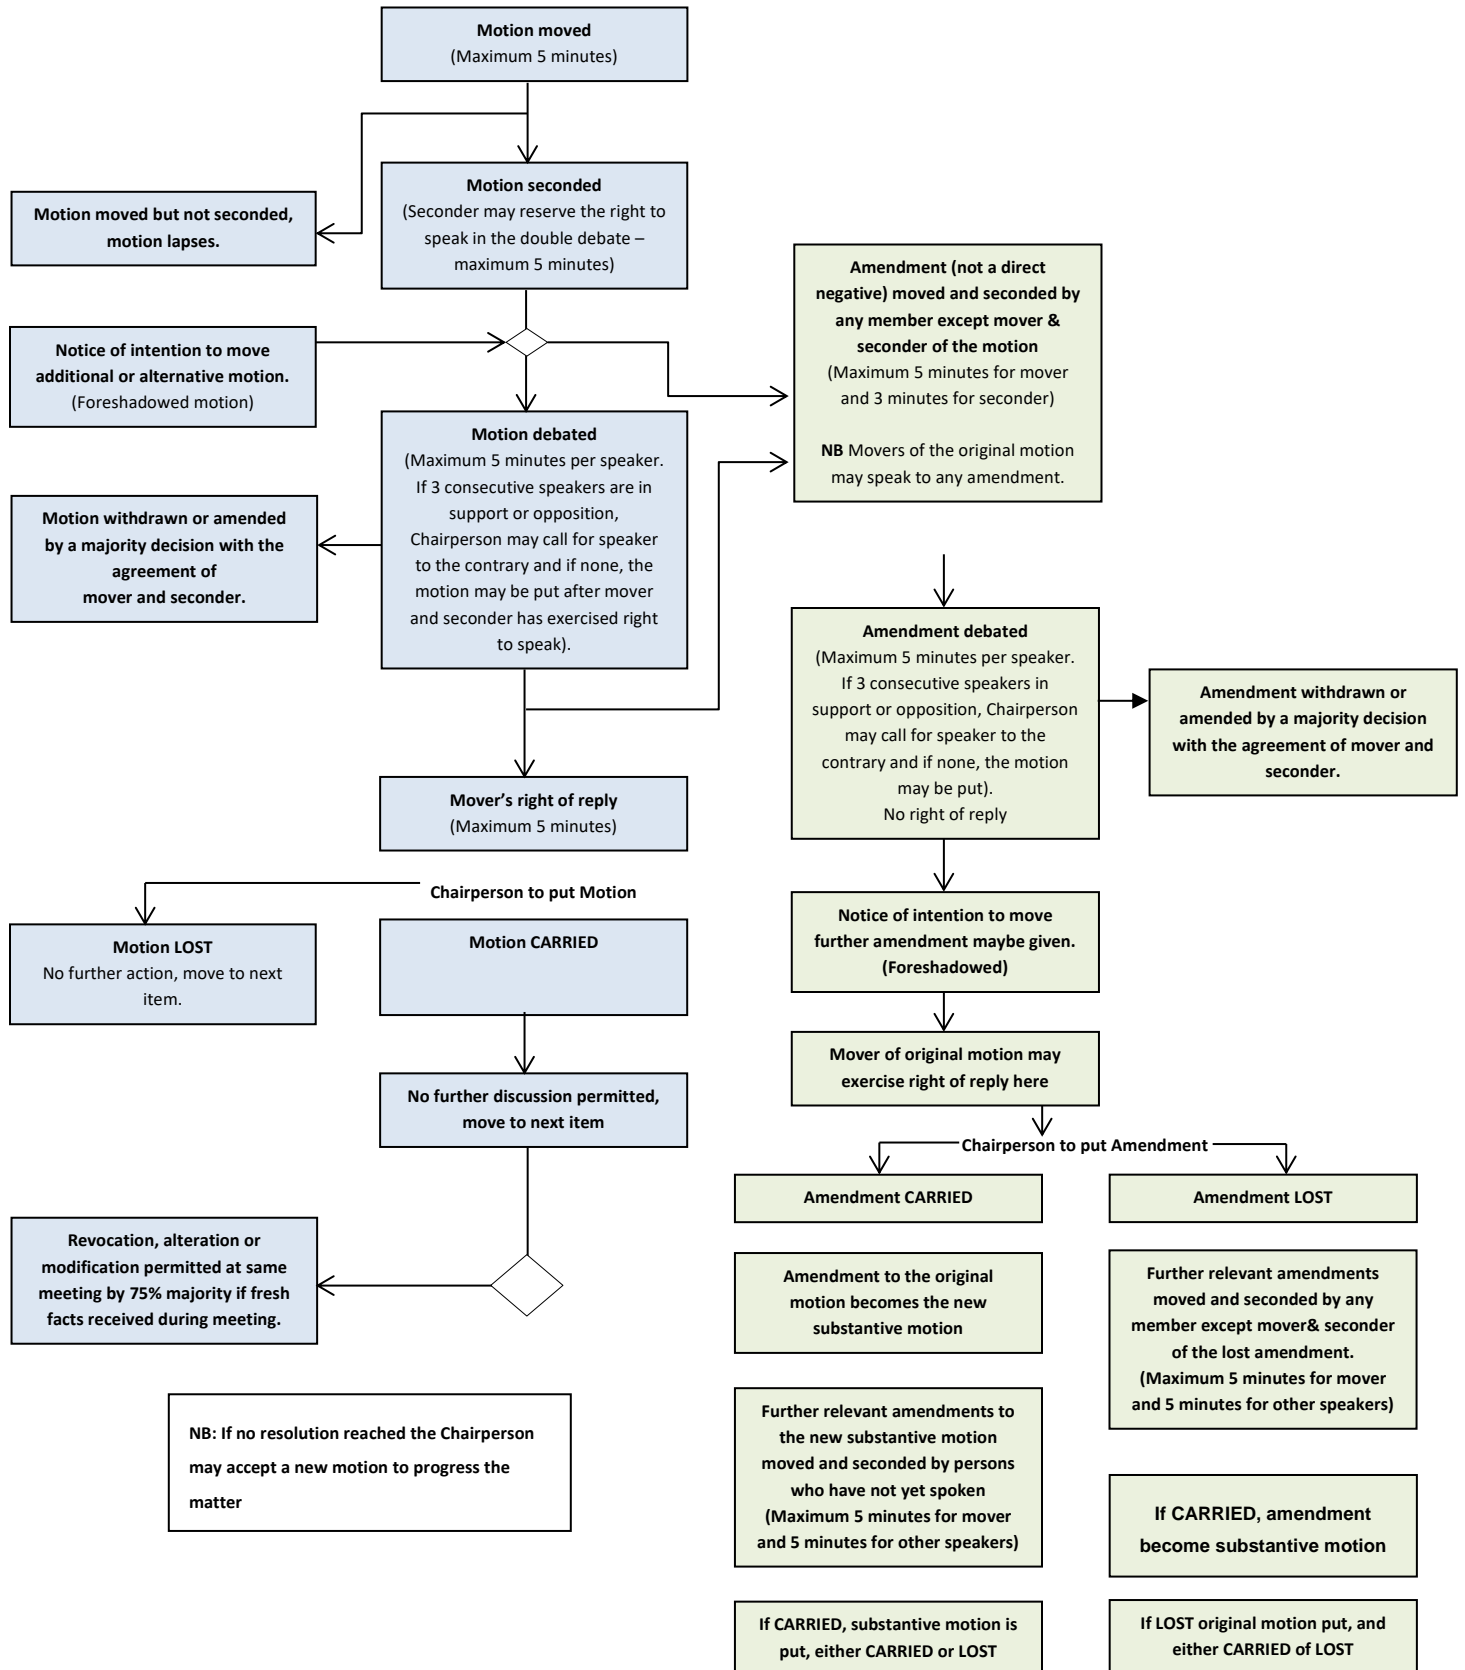 Motion moved
(Maximum 5 minutes)
Motion seconded
(Seconder may reserve the right to
speak in the double debate –
maximum 5 minutes)
Motion moved but not seconded,
motion lapses.
Notice of intention to move
additional or alternative motion.
(Foreshadowed motion)
Motion debated
(Maximum 5 minutes per speaker.
If 3 consecutive speakers are in
support or opposition,
Chairperson may call for speaker
to the contrary and if none, the
motion may be put after mover
and seconder has exercised right
to speak).
Motion withdrawn or amended
by a majority decision with the
agreement of
mover and seconder.
Mover’s right of reply
(Maximum 5 minutes)
Chairperson to put Motion
Motion LOST
No further action, move to next
item.
Motion CARRIED
No further discussion permitted,
move to next item
Revocation, alteration or
modification permitted at same
meeting by 75% majority if fresh
facts received during meeting.
NB: If no resolution reached the Chairperson
may accept a new motion to progress the
matter
Amendment (not a direct
negative) moved and seconded by
any member except mover &
seconder of the motion
(Maximum 5 minutes for mover
and 3 minutes for seconder)
NB Movers of the original motion
may speak to any amendment.
Amendment debated
(Maximum 5 minutes per speaker.
If 3 consecutive speakers in
support or opposition, Chairperson
may call for speaker to the
contrary and if none, the motion
may be put).
No right of reply
Amendment withdrawn or
amended by a majority decision
with the agreement of mover and
seconder.
Notice of intention to move
further amendment maybe given.
(Foreshadowed)
Mover of original motion may
exercise right of reply here
Chairperson to put Amendment
Amendment CARRIED
Amendment to the original
motion becomes the new
substantive motion
Further relevant amendments to
the new substantive motion
moved and seconded by persons
who have not yet spoken
(Maximum 5 minutes for mover
and 5 minutes for other speakers)
If CARRIED, substantive motion is
put, either CARRIED or LOST
Amendment LOST
Further relevant amendments
moved and seconded by any
member except mover& seconder
of the lost amendment.
(Maximum 5 minutes for mover
and 5 minutes for other speakers)
If CARRIED, amendment
become substantive motion
If LOST original motion put, and
either CARRIED of LOST